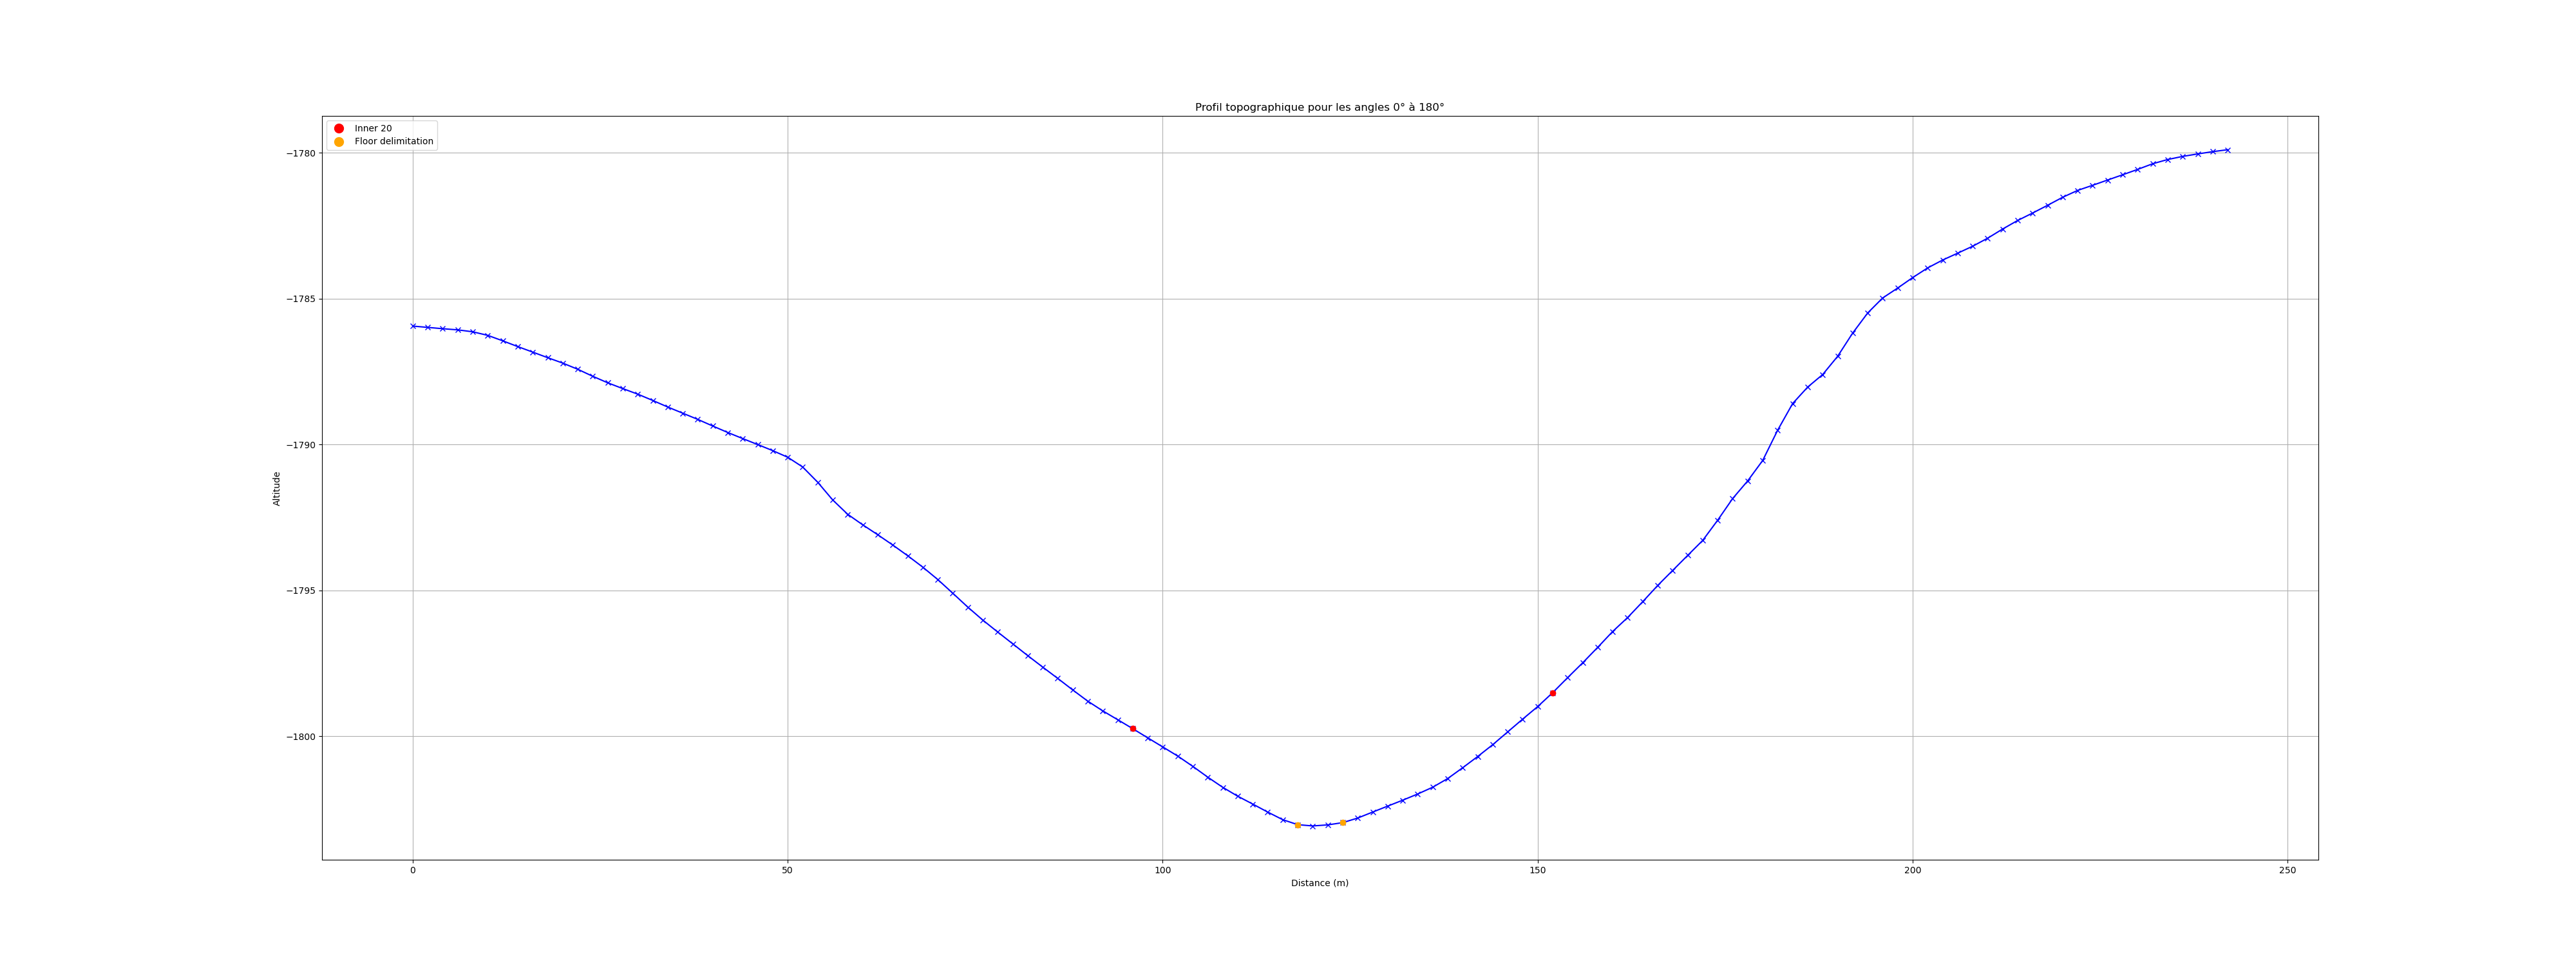 Profil topographique pour les angles 0° à 180°
Inner 20
Floor delimitation
−1780
−1785
−1790
−1795
−1800
Altitude
0 50 100 150 200 250
Distance (m)